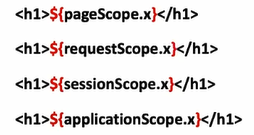 <h1>${pageScope.x}</h1>
<h1>${requestScope.x}</h1>
<h1>${sessionScope.x}</h1>
<h1>${applicationScope.x}</h1>